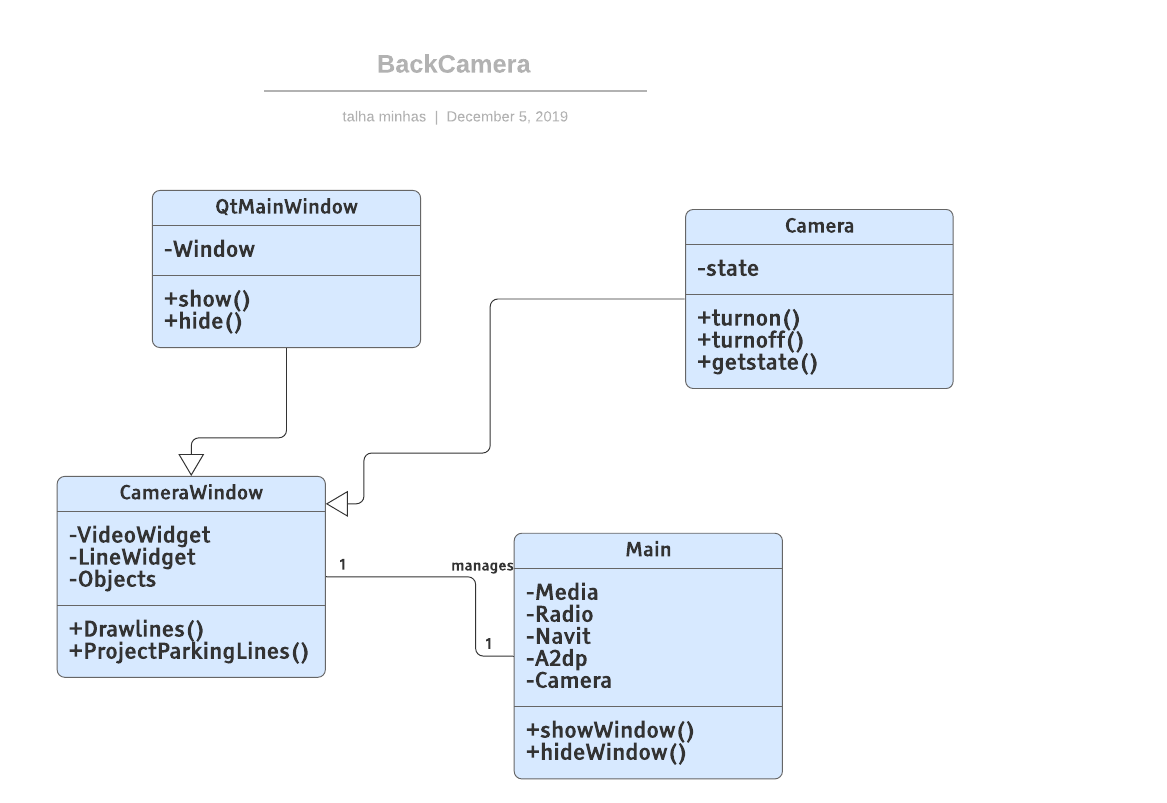 BackCamera
talha minhas | December 5, 2019
QtMainWindow
-Window
+show()
+hide()
Camera
-state
+turnon()
+turnoff()
+getstate()
CameraWindow
-VideoWidget
-LineWidget
-Objects
+Drawlines()
+ProjectParkingLines()
1
manages
1
Main
-Media
-Radio
-Navit
-A2dp
-Camera
+showWindow()
+hideWindow()